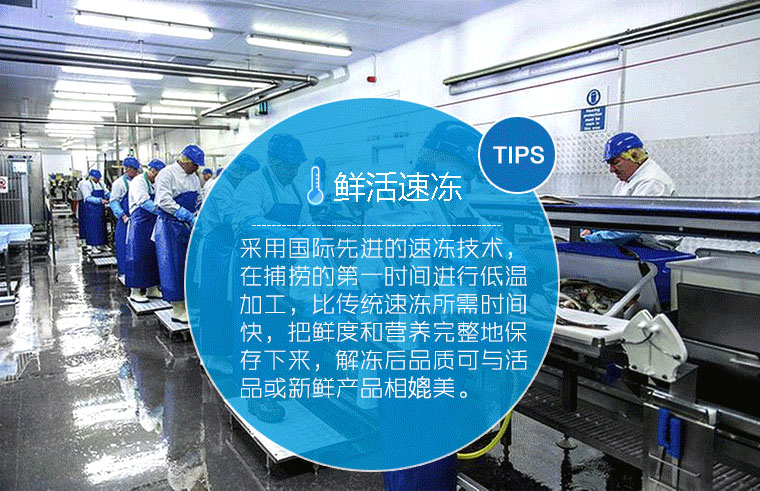 TIPS
鲜活速冻
采用国际先进的速冻技术，
在捕捞的第一时间进行低温
加工，比传统速冻所需时间
快，把鲜度和营养完整地保
存下来，解冻后品质可与活
品或新鲜产品相媲美。